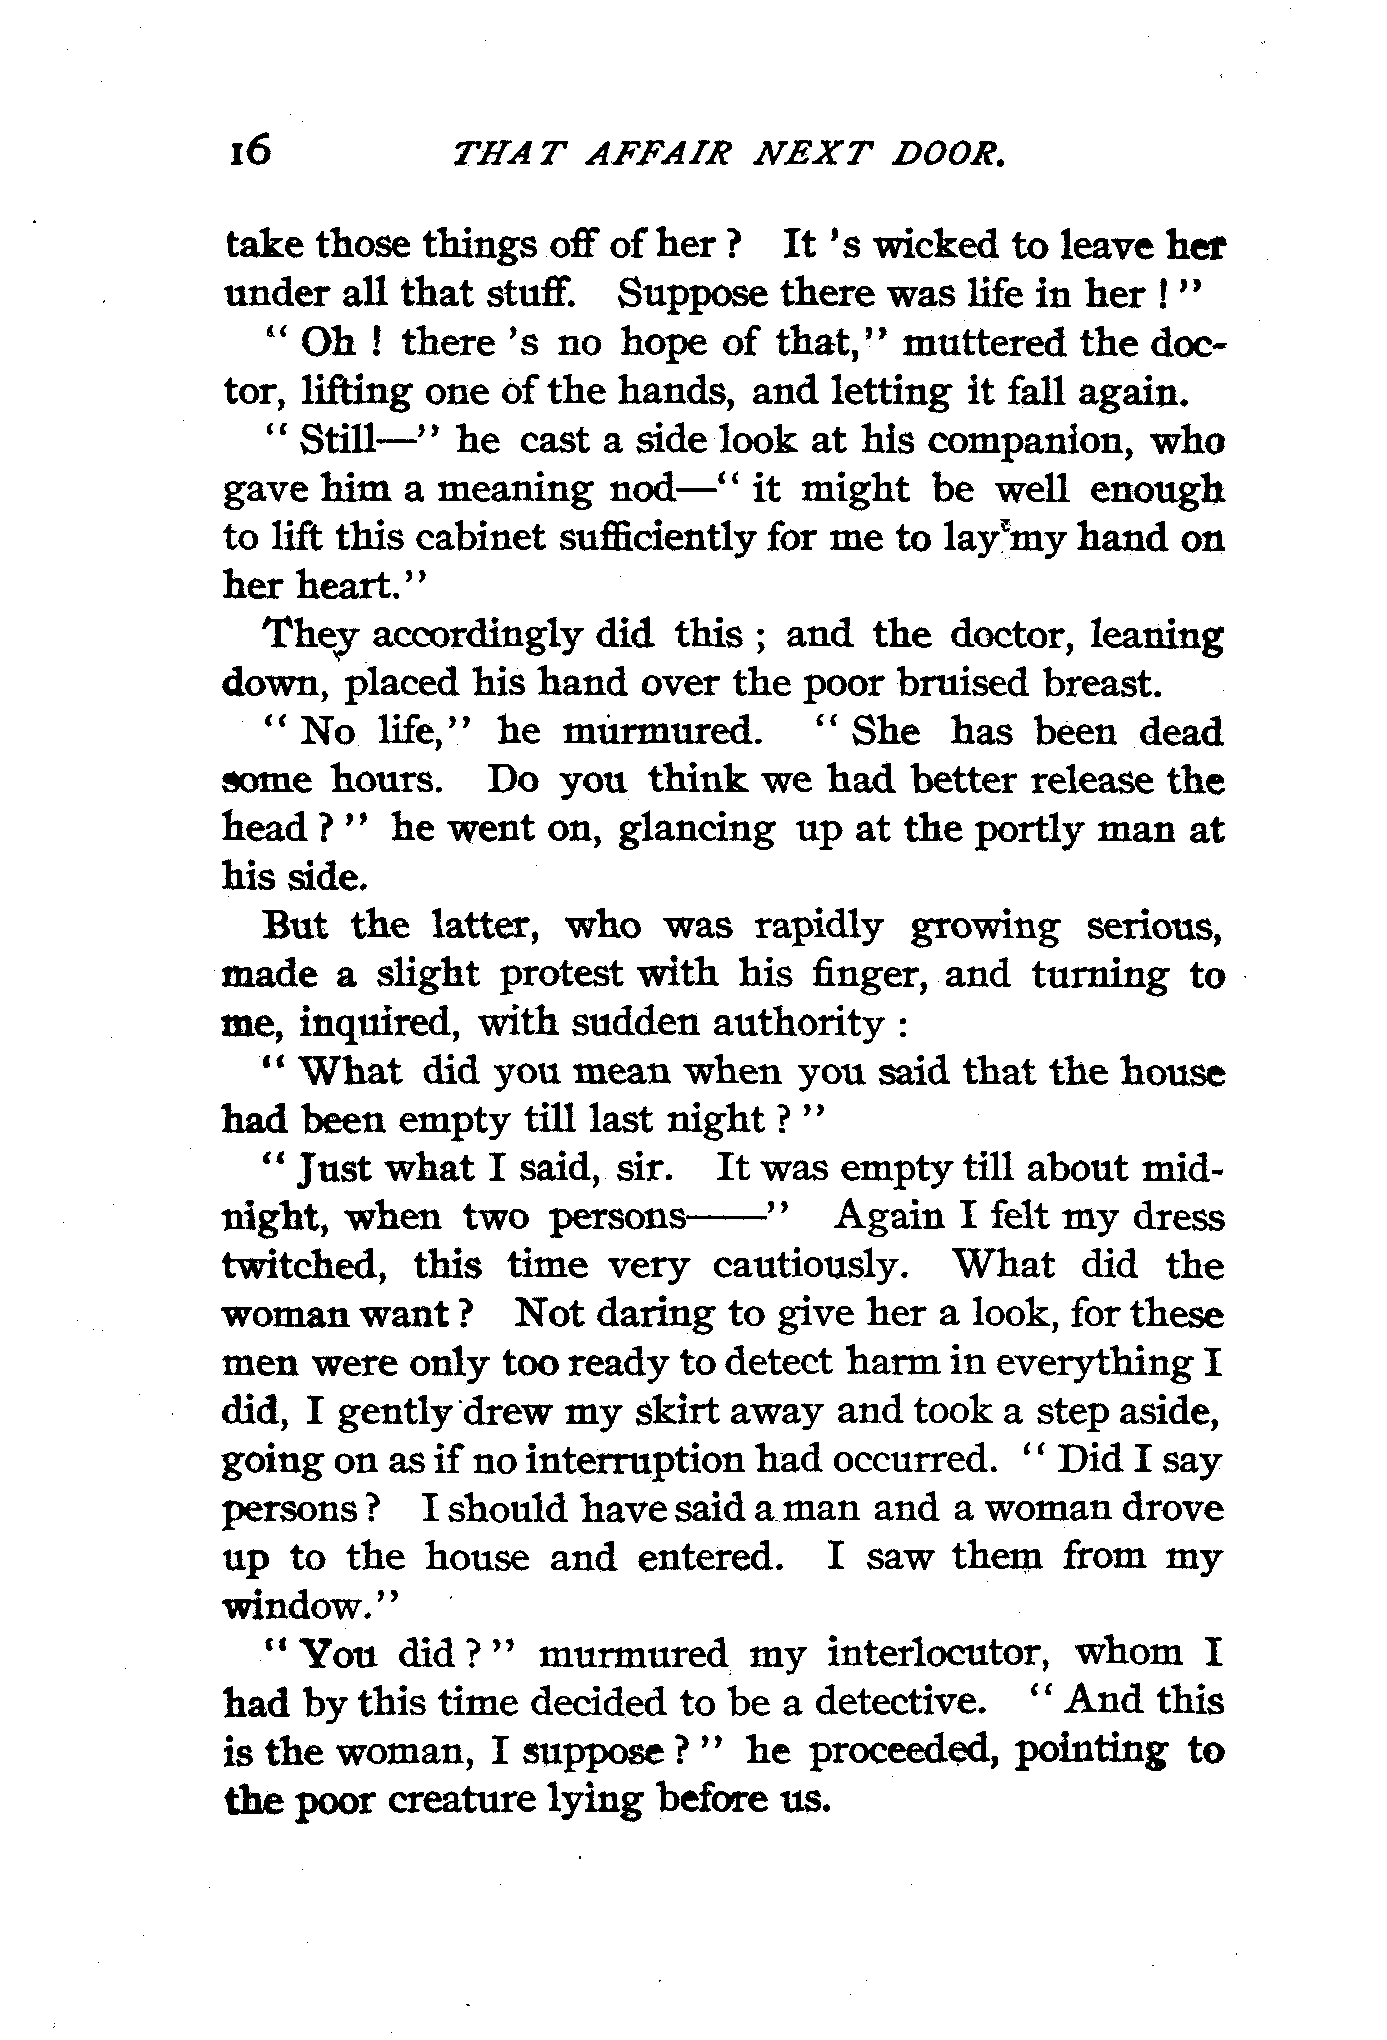 16 THAT AFFAIR NEXT DOOR.
take those things off of her ? It 's wicked to leave her
under all that stuff. Suppose there was life in her ! "
" Oh ! there 's no hope of that," muttered the doc-
tor, lifting one of the hands, and letting it fall again.
" Still—" he cast a side look at his companion, who
gave him a meaning nod—" it might be well enough
to lift this cabinet sufficiently for me to lay my hand on
her heart."
They accordingly did this ; and the doctor, leaning
down, placed his hand over the poor bruised breast.
" No life," he murmured. " She has been dead
some hours. Do you think we had better release the
head ? " he went on, glancing up at the portly man at
his side.
But the latter, who was rapidly growing serious,
made a slight protest with his finger, and turning to
me, inquired, with sudden authority :
" What did you mean when you said that the house
had been empty till last night ? "
" Just what I said, sir. It was empty till about mid-
night, when two persons——" Again I felt my dress
twitched, this time very cautiously. What did the
woman want ? Not daring to give her a look, for these
men were only too ready to detect harm in everything I
did, I gently drew my skirt away and took a step aside,
going on as if no interruption had occurred. " Did I say
persons ? I should have said a man and a woman drove
up to the house and entered. I saw them from my
window."
" You did ? " murmured my interlocutor, whom I
had by this time decided to be a detective. " And this
is the woman, I suppose ? " he proceeded, pointing to
the poor creature lying before us.